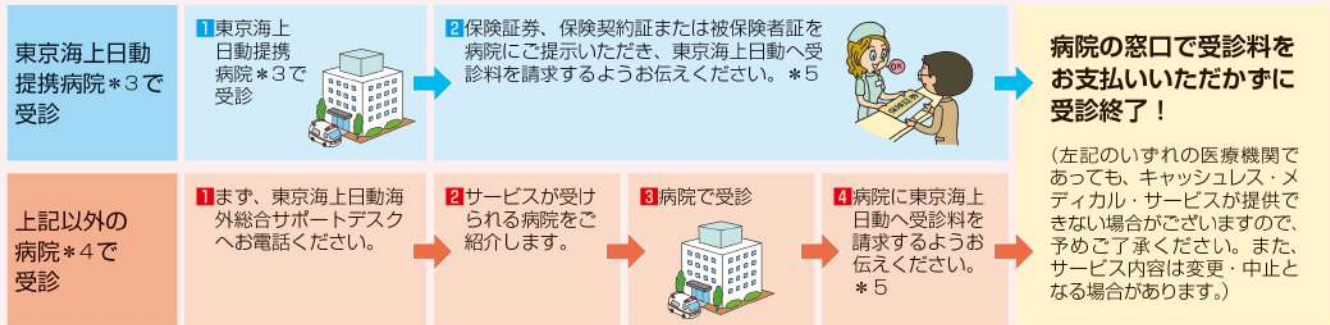 東京海上日動
提携病院＊3で
受診
1 東京海上
日動提携
病院＊3で
受診
2 保険証券、保険契約証または被保険者証を
病院にご提示いただき、東京海上日動へ受
診料を請求するようお伝えください。＊5
OK
保険証券
病院の窓口で受診料を
お支払いいただかずに
受診終了！
（左記のいずれの医療機関で
あっても、キャッシュレス・メ
ディカル・サービスが提供で
きない場合がございますので、
予めご了承ください。また、
サービス内容は変更・中止と
なる場合があります。）
上記以外の
病院＊4で
受診
1 まず、東京海上日動海
外総合サポートデスク
へお電話ください。
2 サービスが受け
られる病院をご
紹介します。
3 病院で受診
4 病院に東京海上
日動へ受診料を
請求するようお
伝えください。
＊5